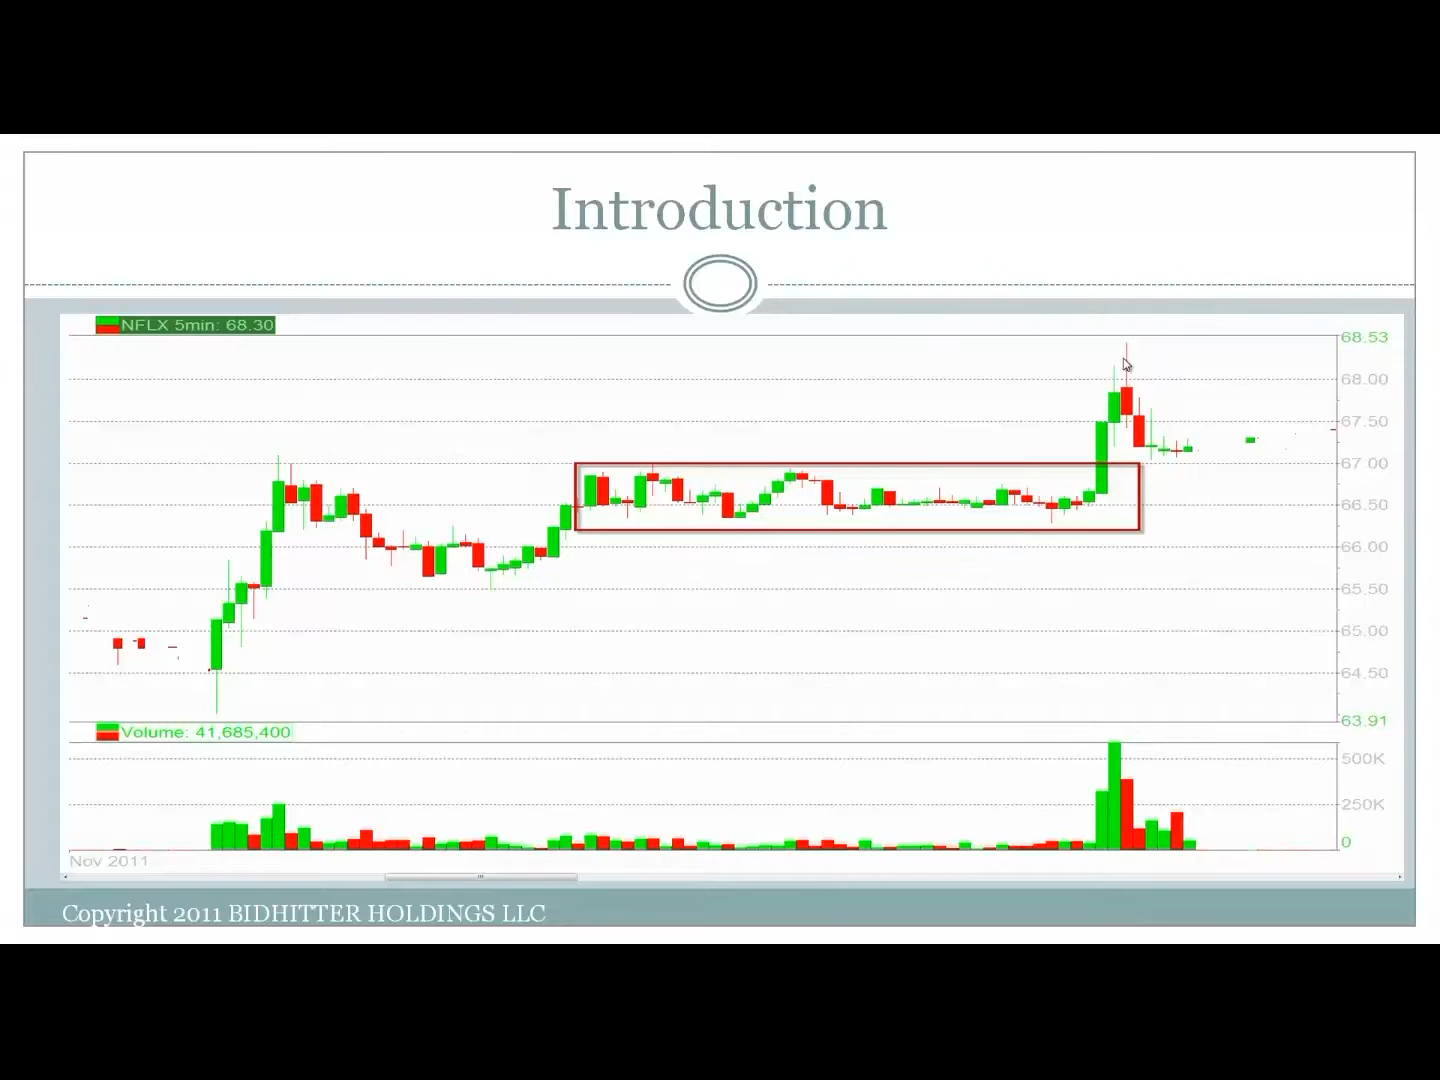 Introduction
NFLX 5min: 68.30
68.53
68.00
67.50
67.00
66.50
66.00
65.50
65.00
64.50
63.91
Volume: 41,685,400
500K
250K
0
Nov 2011
Copyright 2011 BIDHITTER HOLDINGS LLC